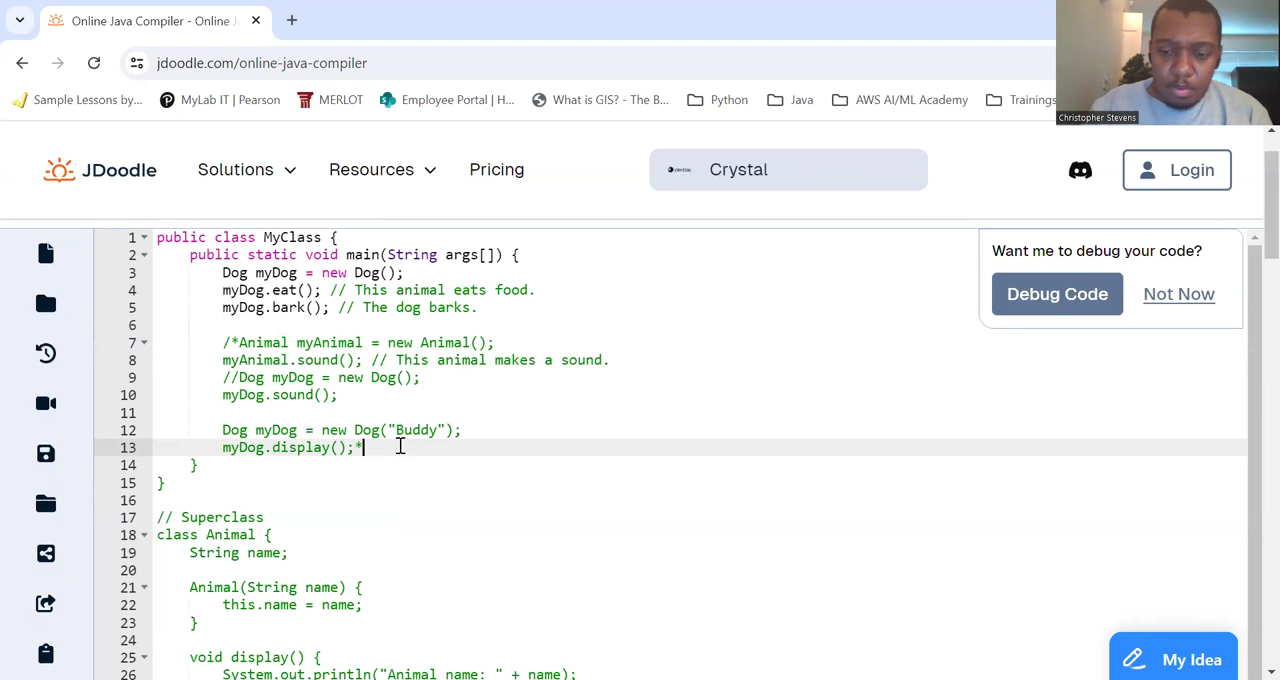 Online Java Compiler - Online J
jdoodle.com/online-java-compiler
Sample Lessons by... MyLab IT | Pearson MERLOT Employee Portal | H... What is GIS? - The B... Python Java AWS AI/ML Academy Trainings
Christopher Stevens
JDoodle Solutions Resources Pricing Crystal Login
Want me to debug your code?
Debug Code Not Now
1 public class MyClass {
2 public static void main(String args[]) {
3 Dog myDog = new Dog();
4 myDog.eat(); // This animal eats food.
5 myDog.bark(); // The dog barks.
6
7 /*Animal myAnimal = new Animal();
8 myAnimal.sound(); // This animal makes a sound.
9 //Dog myDog = new Dog();
10 myDog.sound();
11
12 Dog myDog = new Dog("Buddy");
13 myDog.display();*
14 }
15 }
16
17 // Superclass
18 class Animal {
19 String name;
20
21 Animal(String name) {
22 this.name = name;
23 }
24
25 void display() {
26 System.out.println("Animal name: " + name);
My Idea